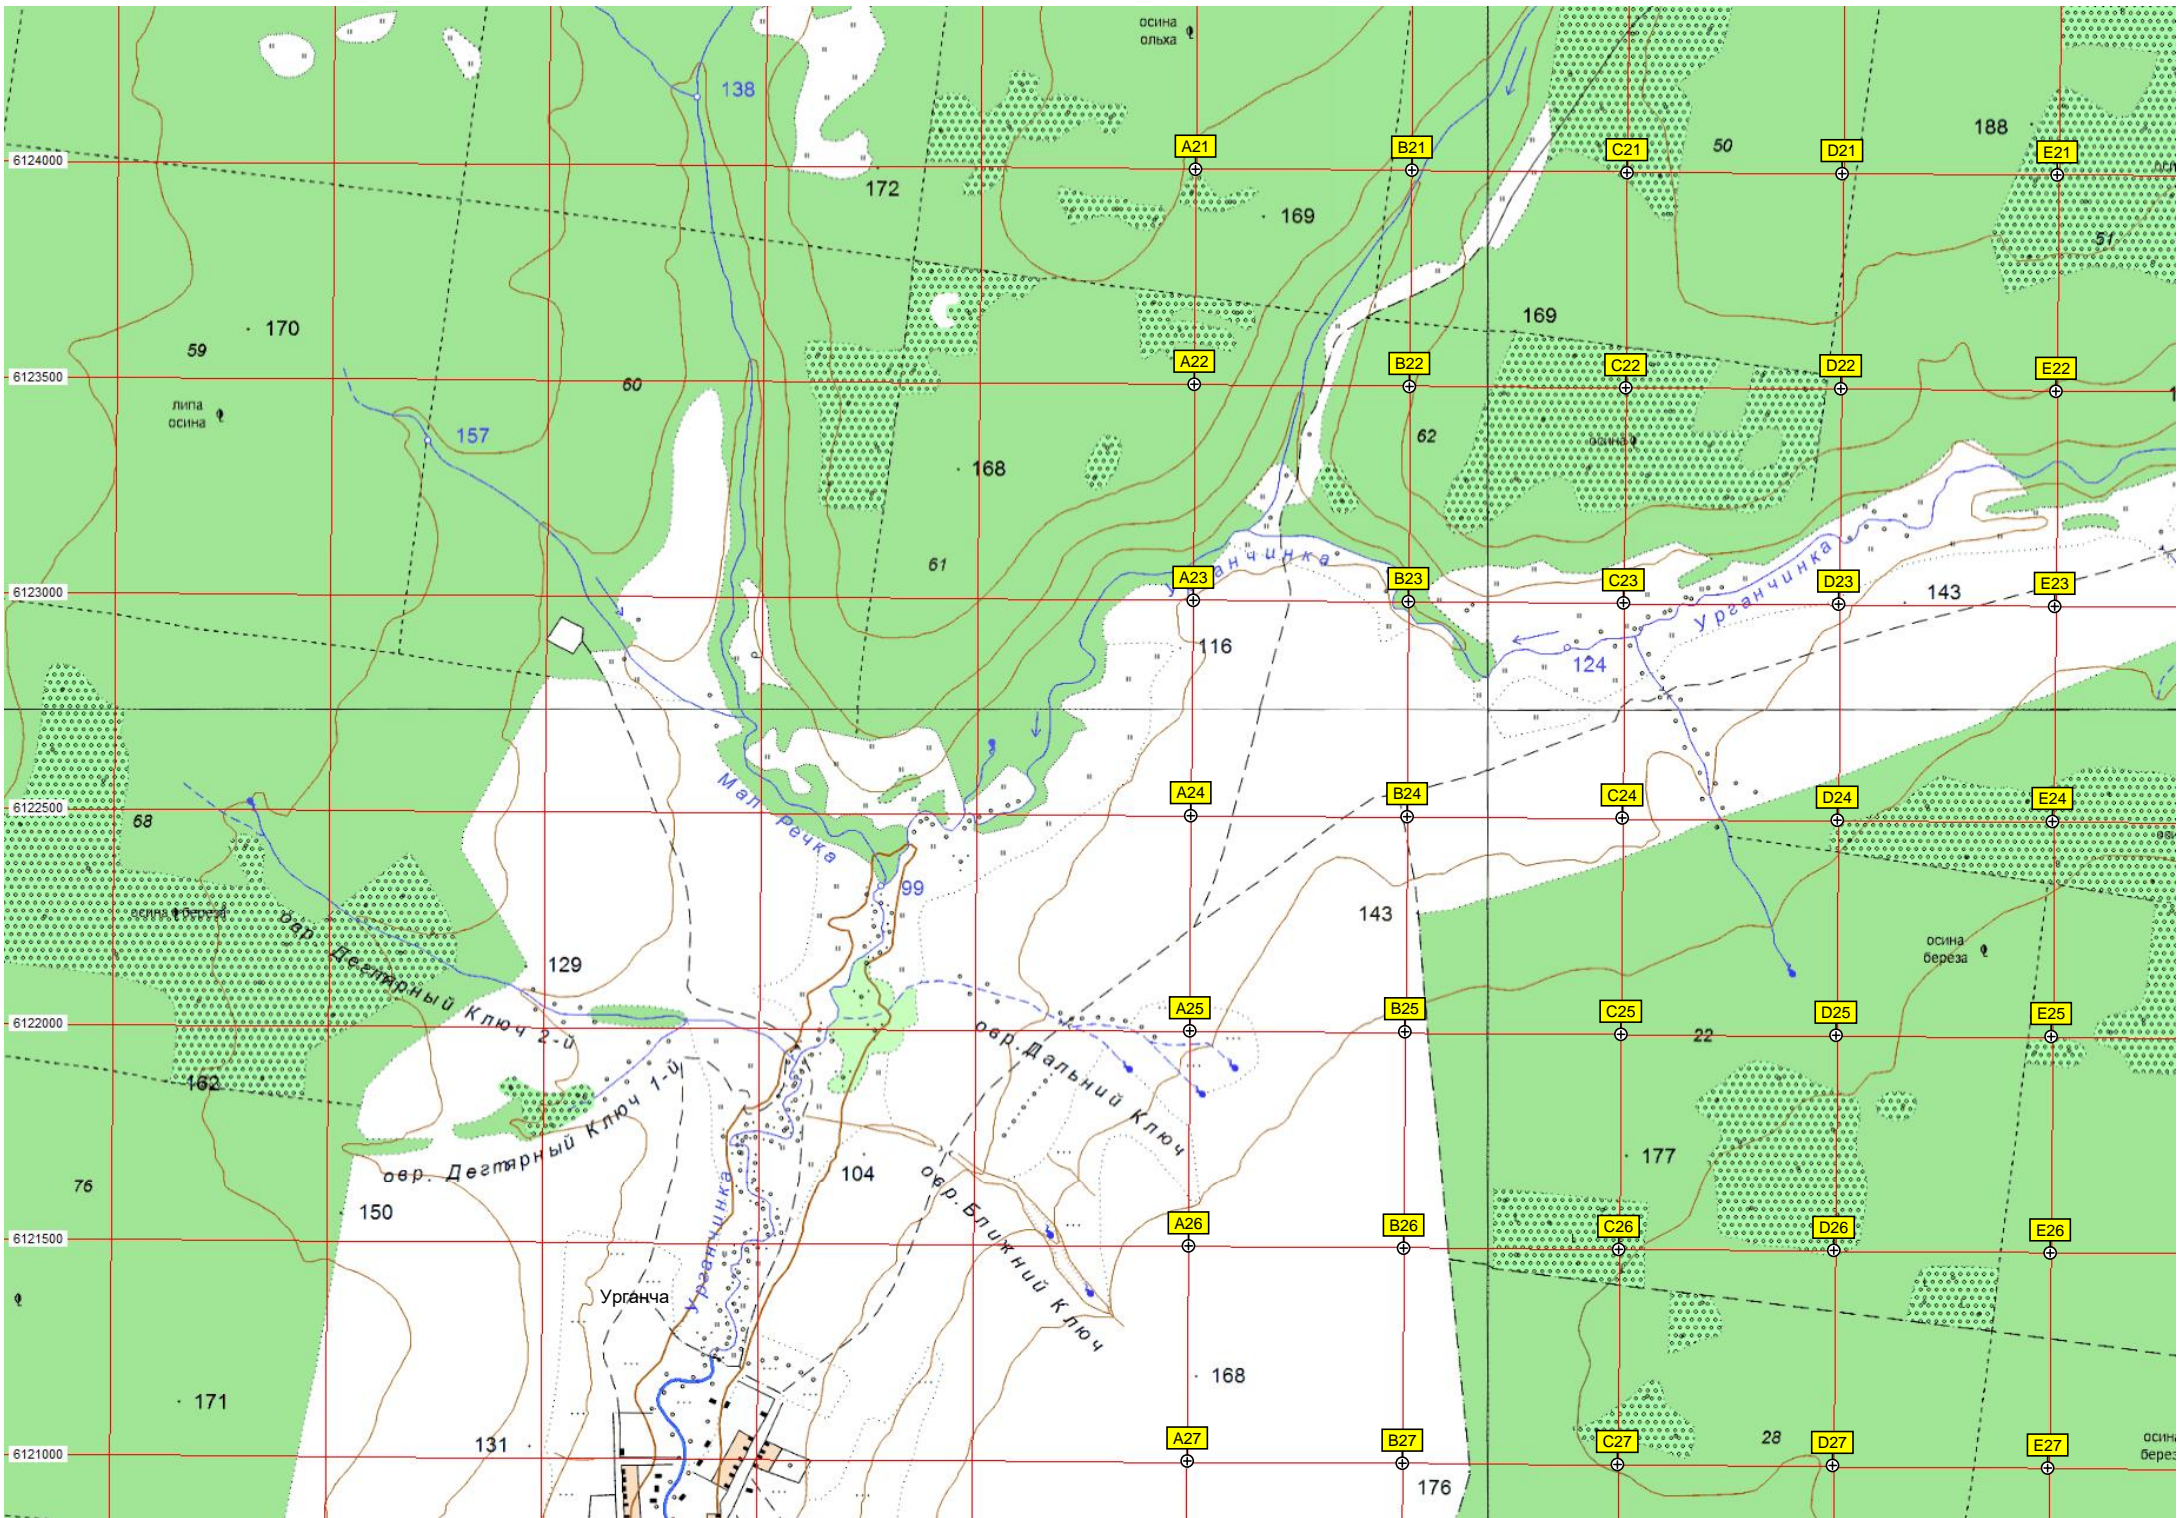 осина
ольха
138
188
50
A21
B21
C21
D21
E21
6124000
172
169
51
170
169
59
A22
B22
C22
D22
E22
6123500
60
липа
осина
157
62
осина
168
Урганчинка
61
A23
B23
C23
D23
E23
6123000
143
Урганчинка
116
124
Мал. Речка
A24
B24
C24
D24
E24
6122500
68
99
осина береза
143
овр. Дегтярный Ключ 2-й
осина
береза
129
A25
B25
C25
D25
E25
6122000
22
овр. Дальний Ключ
162
овр. Дегтярный Ключ 1-й
177
104
76
овр. Ближний Ключ
150
Урганчинка
A26
B26
C26
D26
E26
6121500
Урганча
168
171
131
28
A27
B27
C27
D27
E27
6121000
176